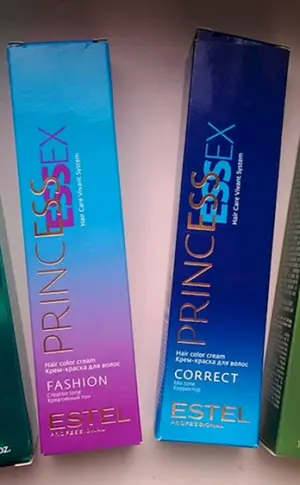 PRINCESS
ESSEX
Hair Care Vivant System
Hair color cream
Крем-краска для волос
FASHION
Creative tone
Креативный тон
ESTEL
PROFESSIONAL
PRINCESS
ESSEX
Hair Care Vivant System
Hair color cream
Крем-краска для волос
CORRECT
Mix tone
Корректор
ESTEL
PROFESSIONAL
OZ.